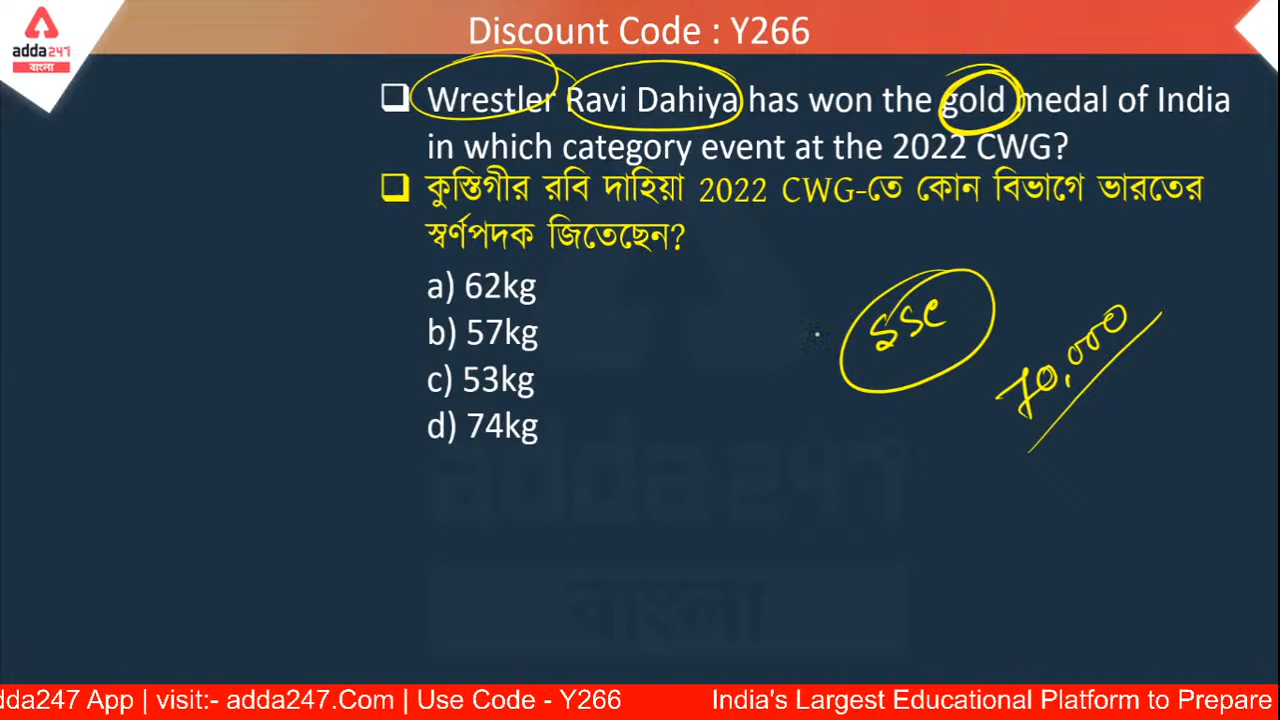 Discount Code : Y266
adda247
বাংলা
Wrestler Ravi Dahiya has won the gold medal of India
in which category event at the 2022 CWG?
কুস্তিগীর রবি দাহিয়া 2022 CWG-তে কোন বিভাগে ভারতের
স্বর্ণপদক জিতেছেন?
a) 62kg
b) 57kg
c) 53kg
d) 74kg
SSC
70,000
adda247
বাংলা
dda247 App | visit:- adda247.Com | Use Code - Y266 India's Largest Educational Platform to Prepare